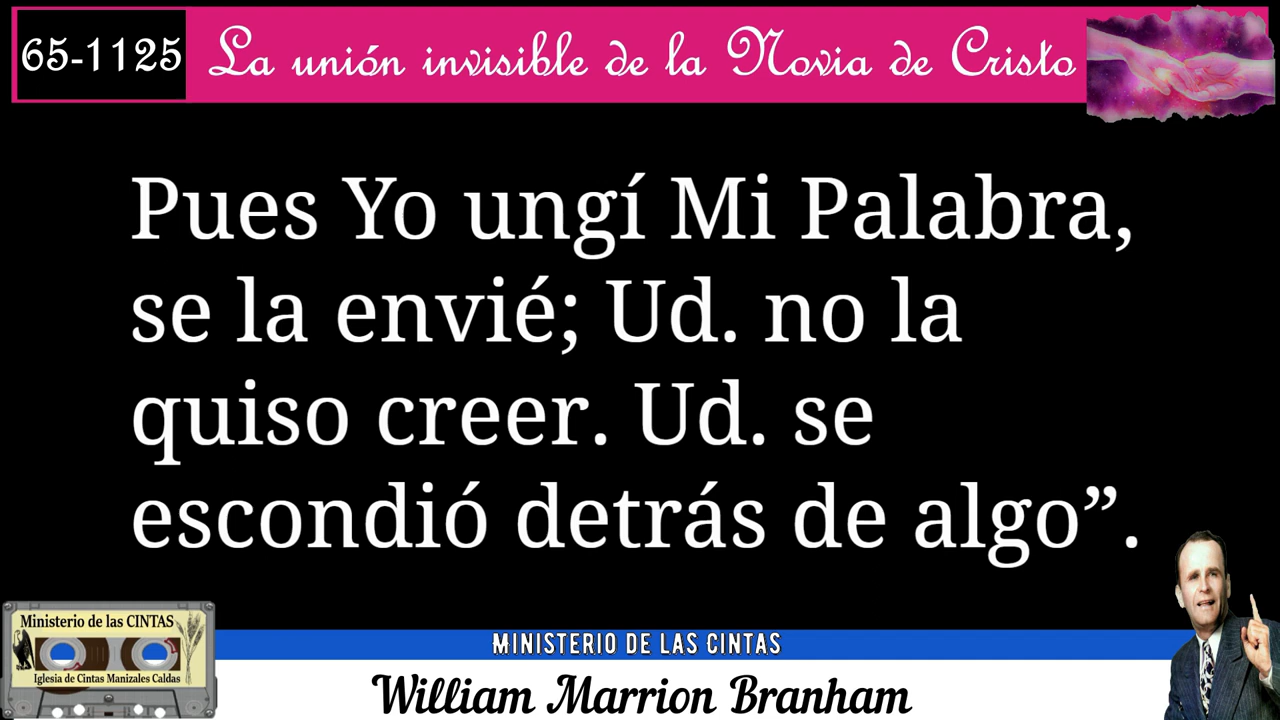 65-1125
La unión invisible de la Novia de Cristo
Pues Yo ungí Mi Palabra,
se la envié; Ud. no la
quiso creer. Ud. se
escondió detrás de algo”.
Ministerio de las CINTAS
Iglesia de Cintas Manizales Caldas
MINISTERIO DE LAS CINTAS
William Marrion Branham